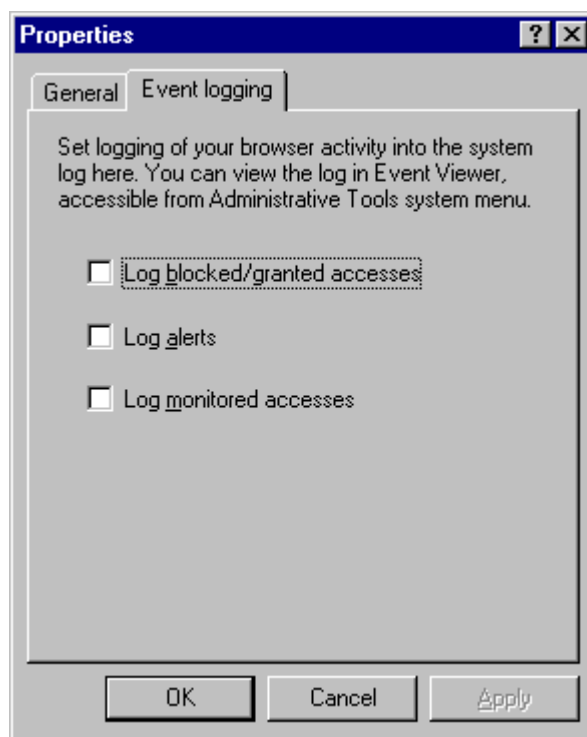 Properties
General
Event logging
Set logging of your browser activity into the system
log here. You can view the log in Event Viewer,
accessible from Administrative Tools system menu.
Log blocked/granted accesses
Log alerts
Log monitored accesses
OK
Cancel
Apply